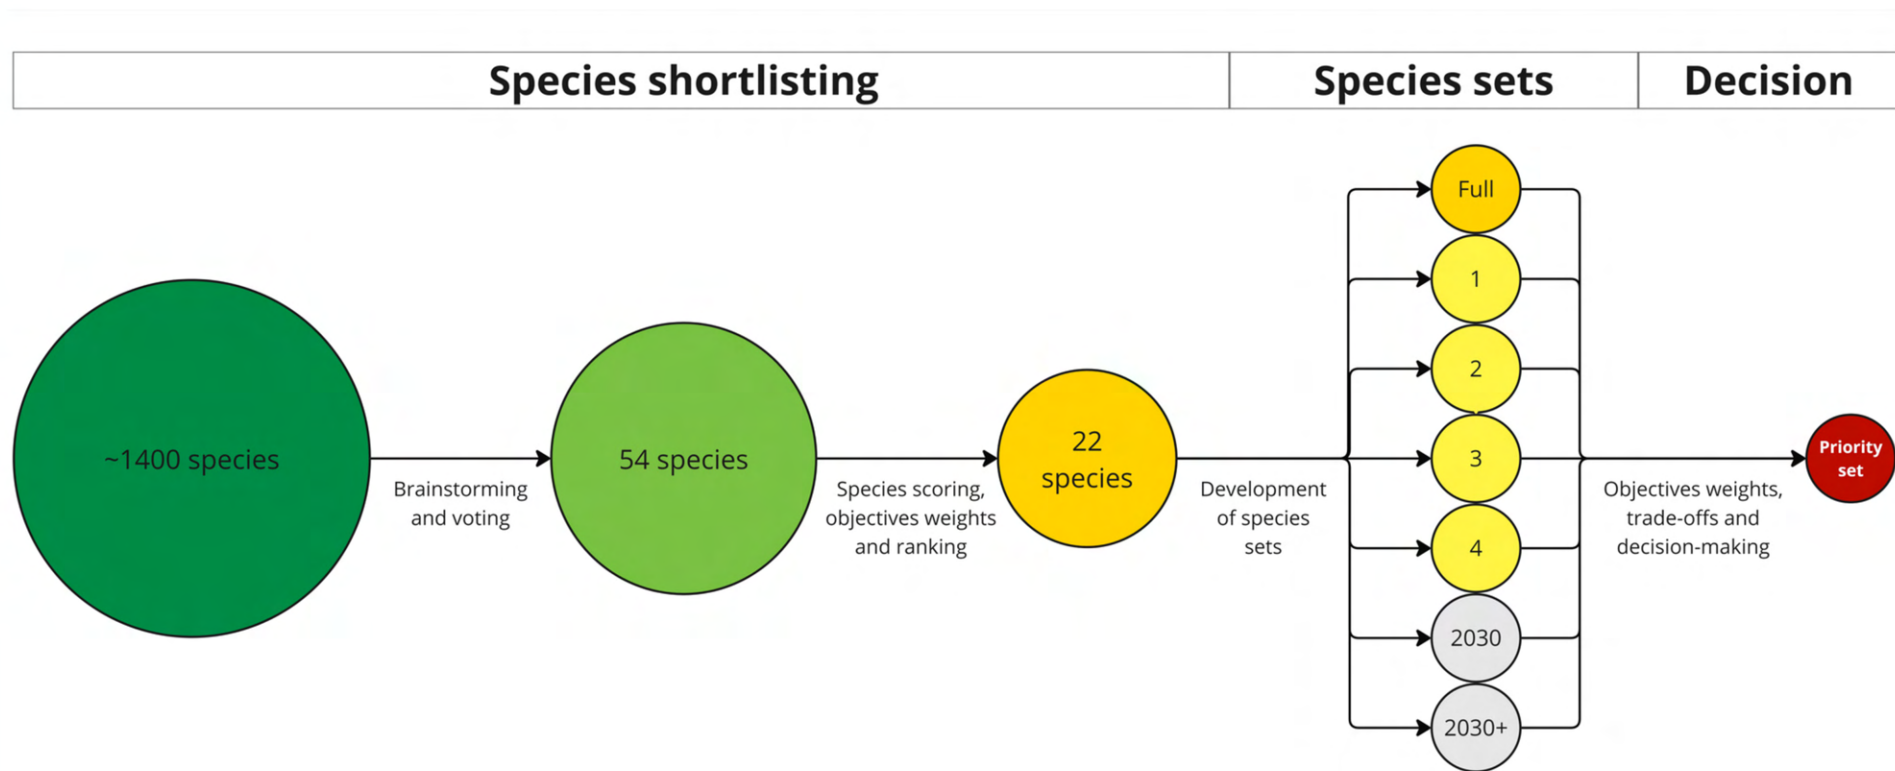 Species shortlisting
Species sets
Decision
~1400 species
Brainstorming
and voting
54 species
Species scoring,
objectives weights
and ranking
22
species
Development
of species
sets
Full
1
2
3
4
2030
2030+
Objectives weights,
trade-offs and
decision-making
Priority
set